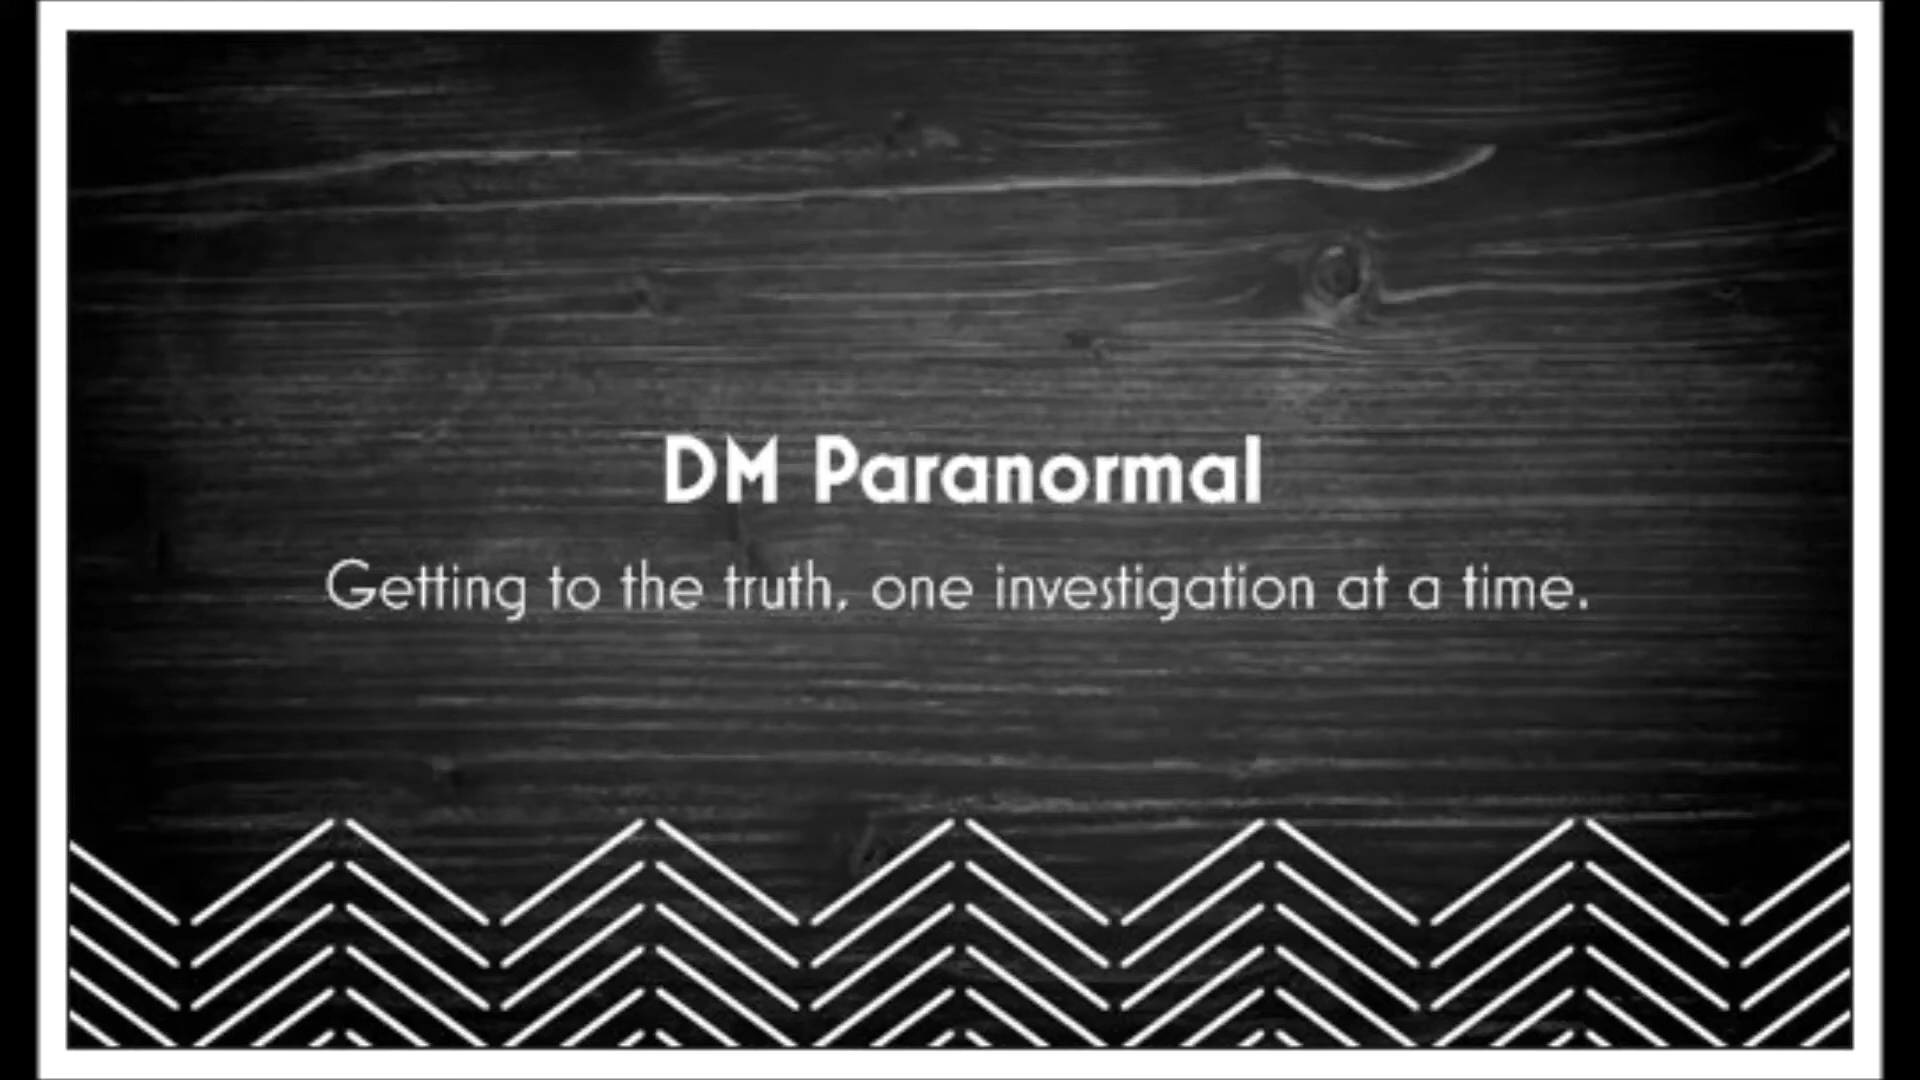 DM Paranormal
Getting to the truth, one investigation at a time.